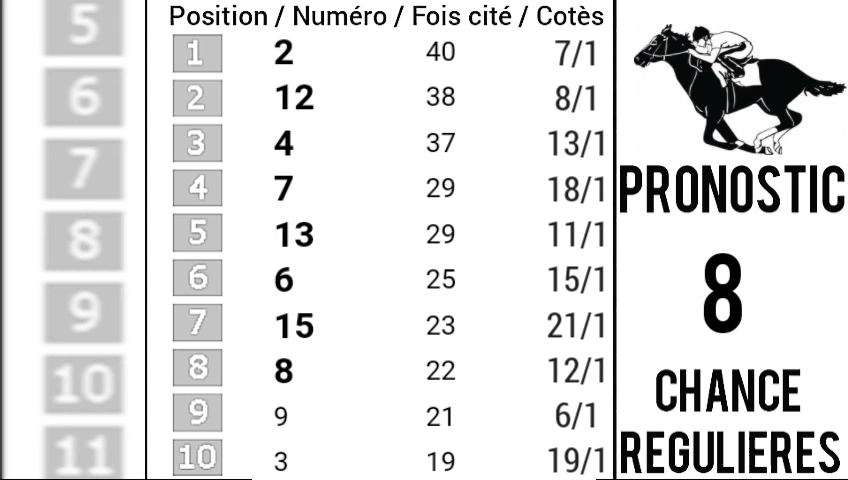 5
6
7
8
9
10
11
Position / Numéro / Fois cité / Cotès
1 2 40 7/1
2 12 38 8/1
3 4 37 13/1
4 7 29 18/1
5 13 29 11/1
6 6 25 15/1
7 15 23 21/1
8 8 22 12/1
9 9 21 6/1
10 3 19 19/1
PRONOSTIC
8
CHANCE
REGULIERES